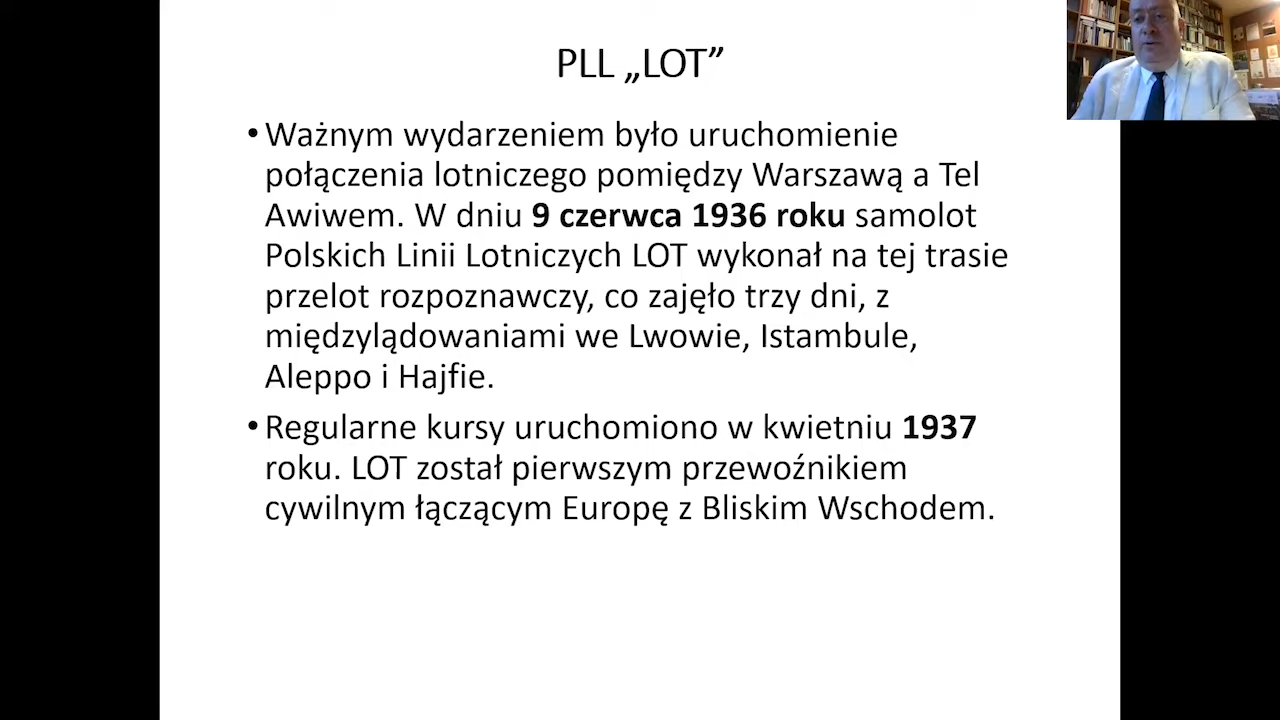 PLL „LOT”
• Ważnym wydarzeniem było uruchomienie
połączenia lotniczego pomiędzy Warszawą a Tel
Awiwem. W dniu 9 czerwca 1936 roku samolot
Polskich Linii Lotniczych LOT wykonał na tej trasie
przelot rozpoznawczy, co zajęło trzy dni, z
międzylądowaniami we Lwowie, Istambule,
Aleppo i Hajfie.
• Regularne kursy uruchomiono w kwietniu 1937
roku. LOT został pierwszym przewoźnikiem
cywilnym łączącym Europę z Bliskim Wschodem.